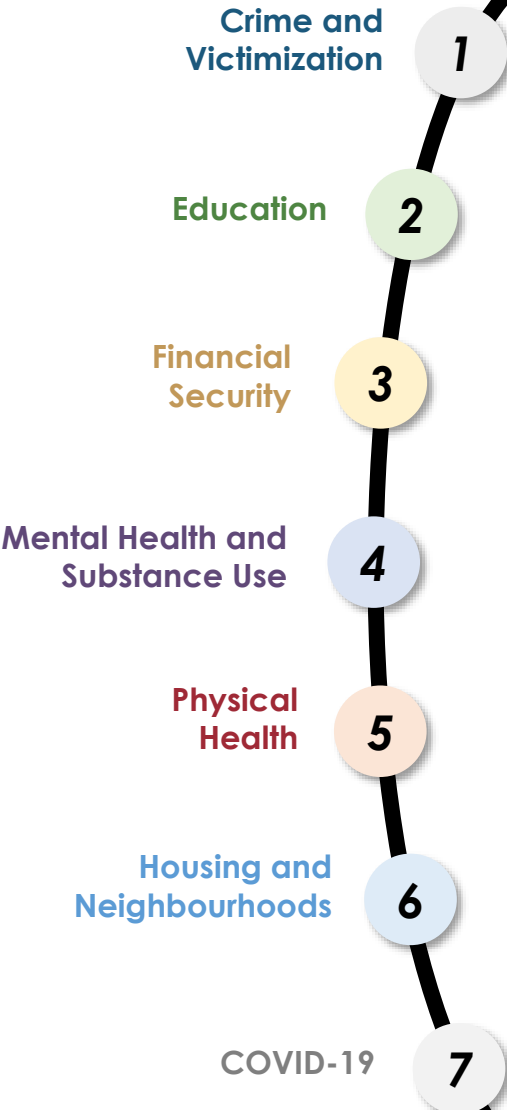 Crime and
Victimization
1
Education
2
Financial
Security
3
Mental Health and
Substance Use
4
Physical
Health
5
Housing and
Neighbourhoods
6
COVID-19
7